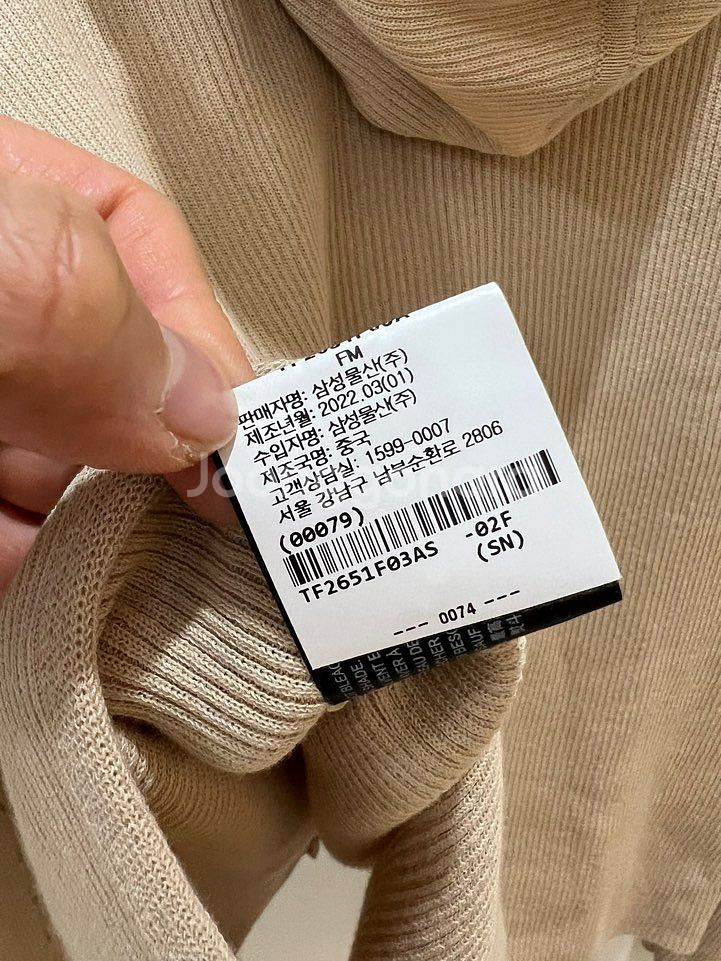 FM
판매자명: 삼성물산(주)
제조년월: 2022.03(01)
수입자명: 삼성물산(주)
제조국명: 중국
고객상담실: 1599-0007
서울 강남구 남부순환로 2806
(00079)
TF2651F03AS -02F
(SN)
--- 0074 ---